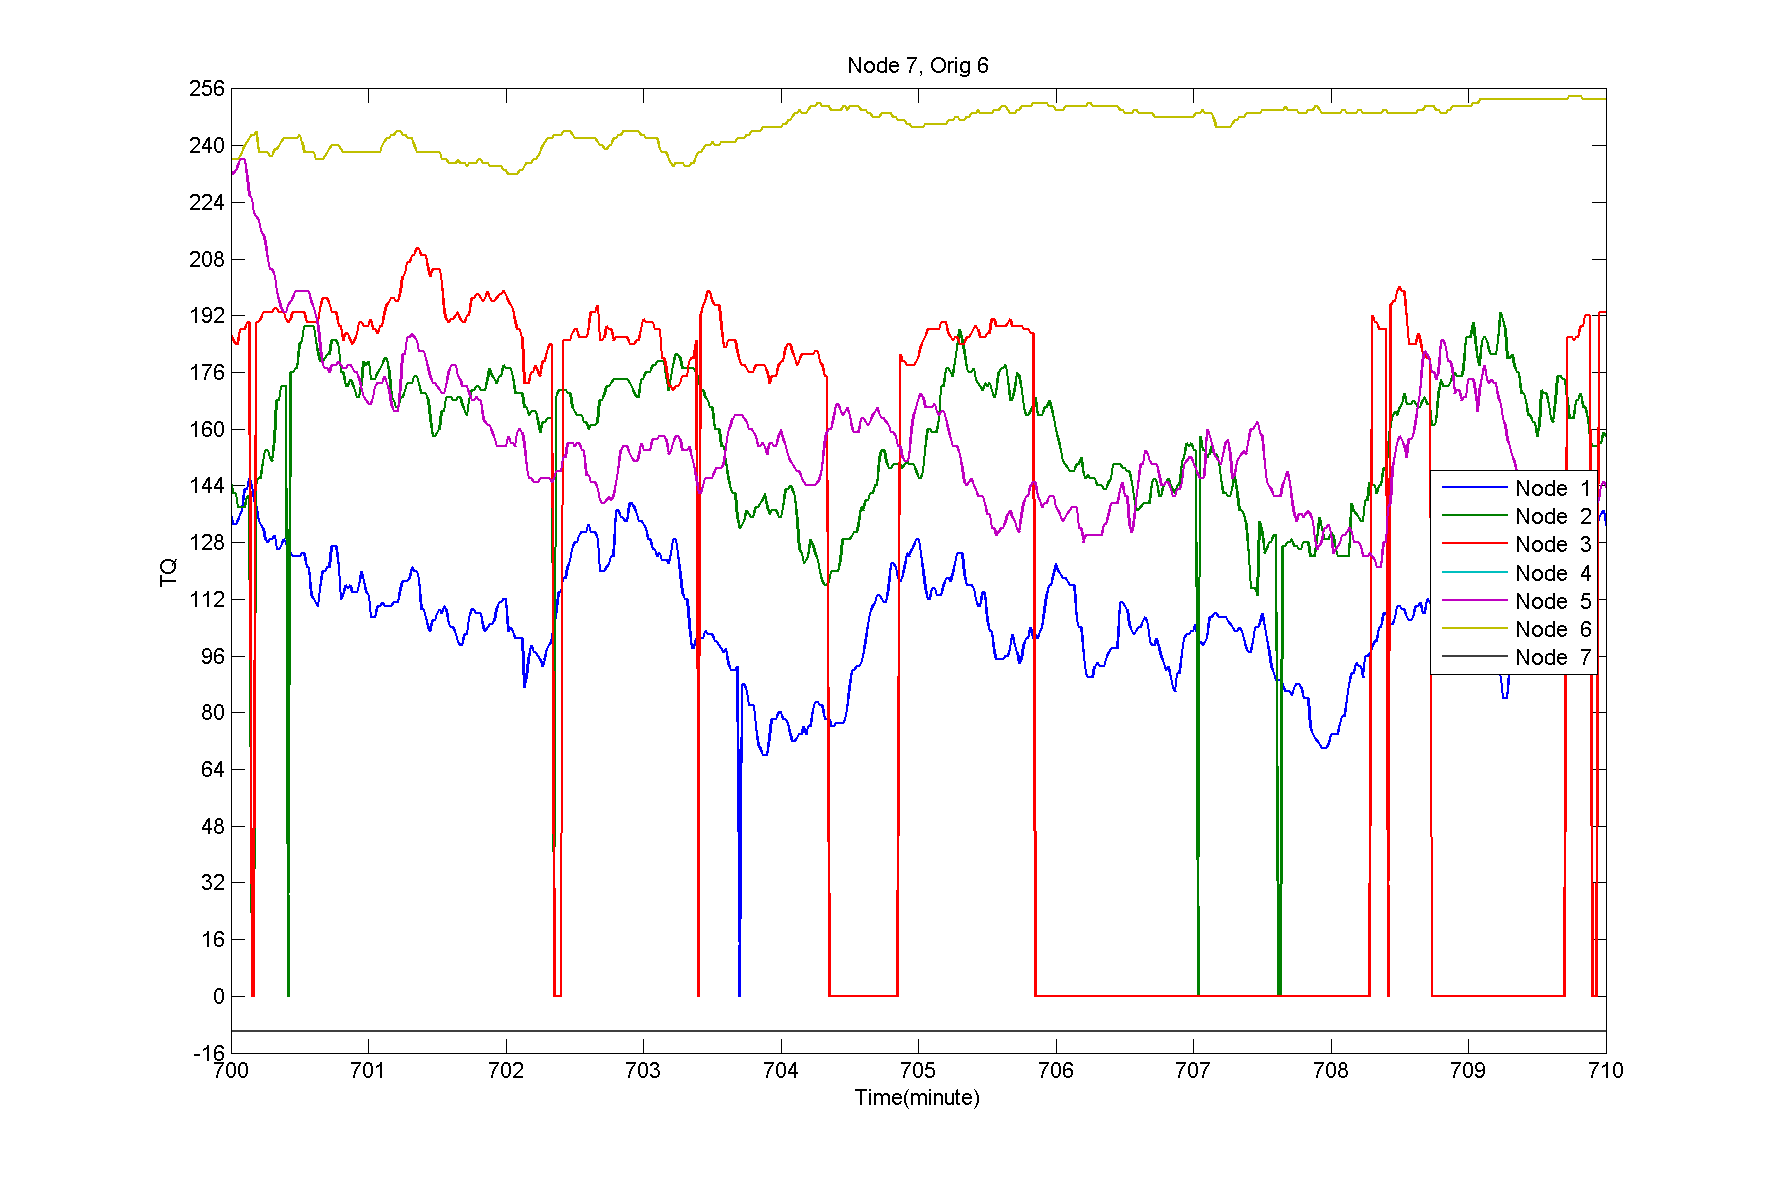 Node 7, Orig 6
256
240
224
208
192
176
160
144
128
112
96
80
64
48
32
16
0
-16
TQ
700 701 702 703 704 705 706 707 708 709 710
Time(minute)
Node 1
Node 2
Node 3
Node 4
Node 5
Node 6
Node 7